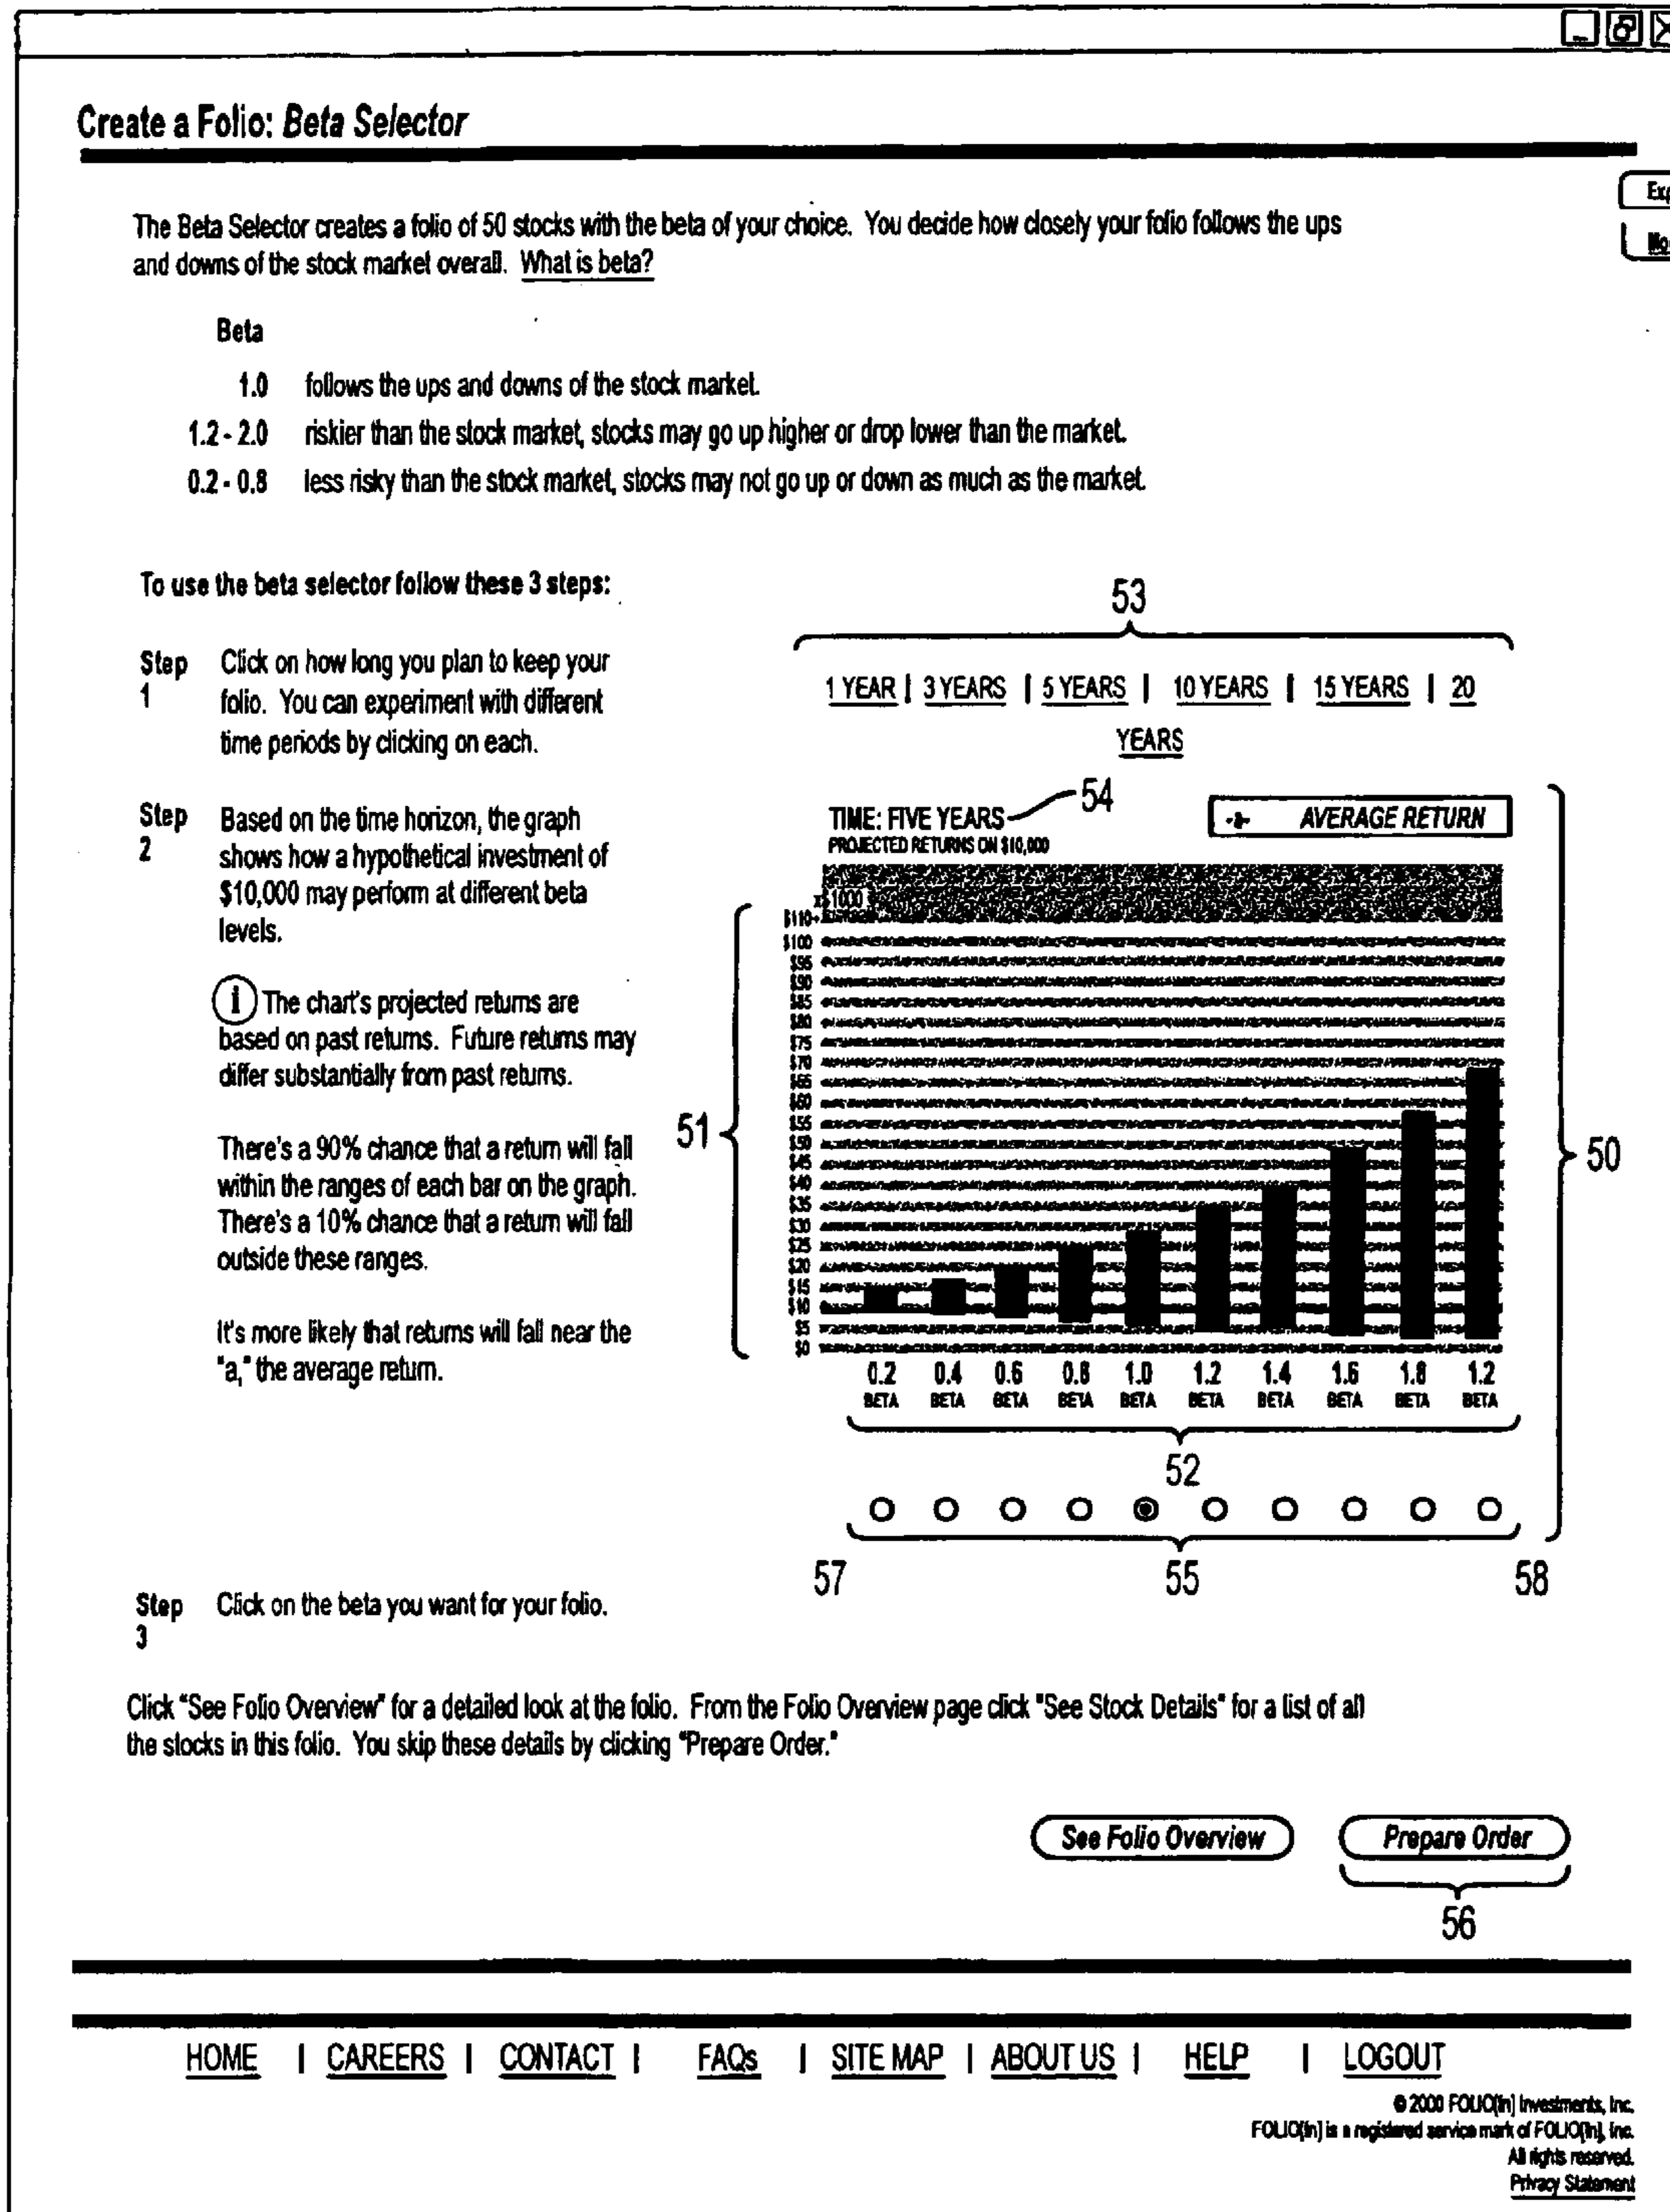 Create a Folio: Beta Selector
The Beta Selector creates a folio of 50 stocks with the beta of your choice. You decide how closely your folio follows the ups
and downs of the stock market overall. What is beta?
Beta
1.0 follows the ups and downs of the stock market.
1.2 - 2.0 riskier than the stock market, stocks may go up higher or drop lower than the market.
0.2 - 0.8 less risky than the stock market, stocks may not go up or down as much as the market.
To use the beta selector follow these 3 steps:
Step 1
Click on how long you plan to keep your
folio. You can experiment with different
time periods by clicking on each.
Step 2
Based on the time horizon, the graph
shows how a hypothetical investment of
$10,000 may perform at different beta
levels.
i The chart's projected returns are
based on past returns. Future returns may
differ substantially from past returns.
There's a 90% chance that a return will fall
within the ranges of each bar on the graph.
There's a 10% chance that a return will fall
outside these ranges.
It's more likely that returns will fall near the
"a," the average return.
53
1 YEAR | 3 YEARS | 5 YEARS | 10 YEARS | 15 YEARS | 20
YEARS
TIME: FIVE YEARS
54
-a- AVERAGE RETURN
PROJECTED RETURNS ON $10,000
x$1000
$110+
$100
$95
$90
$85
$80
$75
$70
$65
$60
$55
$50
$45
$40
$35
$30
$25
$20
$15
$10
$5
$0
51
50
0.2 0.4 0.6 0.8 1.0 1.2 1.4 1.6 1.8 1.2
BETA BETA BETA BETA BETA BETA BETA BETA BETA BETA
52
57 55 58
Step 3
Click on the beta you want for your folio.
Click "See Folio Overview" for a detailed look at the folio. From the Folio Overview page click "See Stock Details" for a list of all
the stocks in this folio. You skip these details by clicking "Prepare Order."
See Folio Overview Prepare Order
56
HOME | CAREERS | CONTACT | FAQs | SITE MAP | ABOUT US | HELP | LOGOUT
© 2000 FOLIO[fn] Investments, Inc.
FOLIO[fn] is a registered service mark of FOLIO[fn], Inc.
All rights reserved.
Privacy Statement